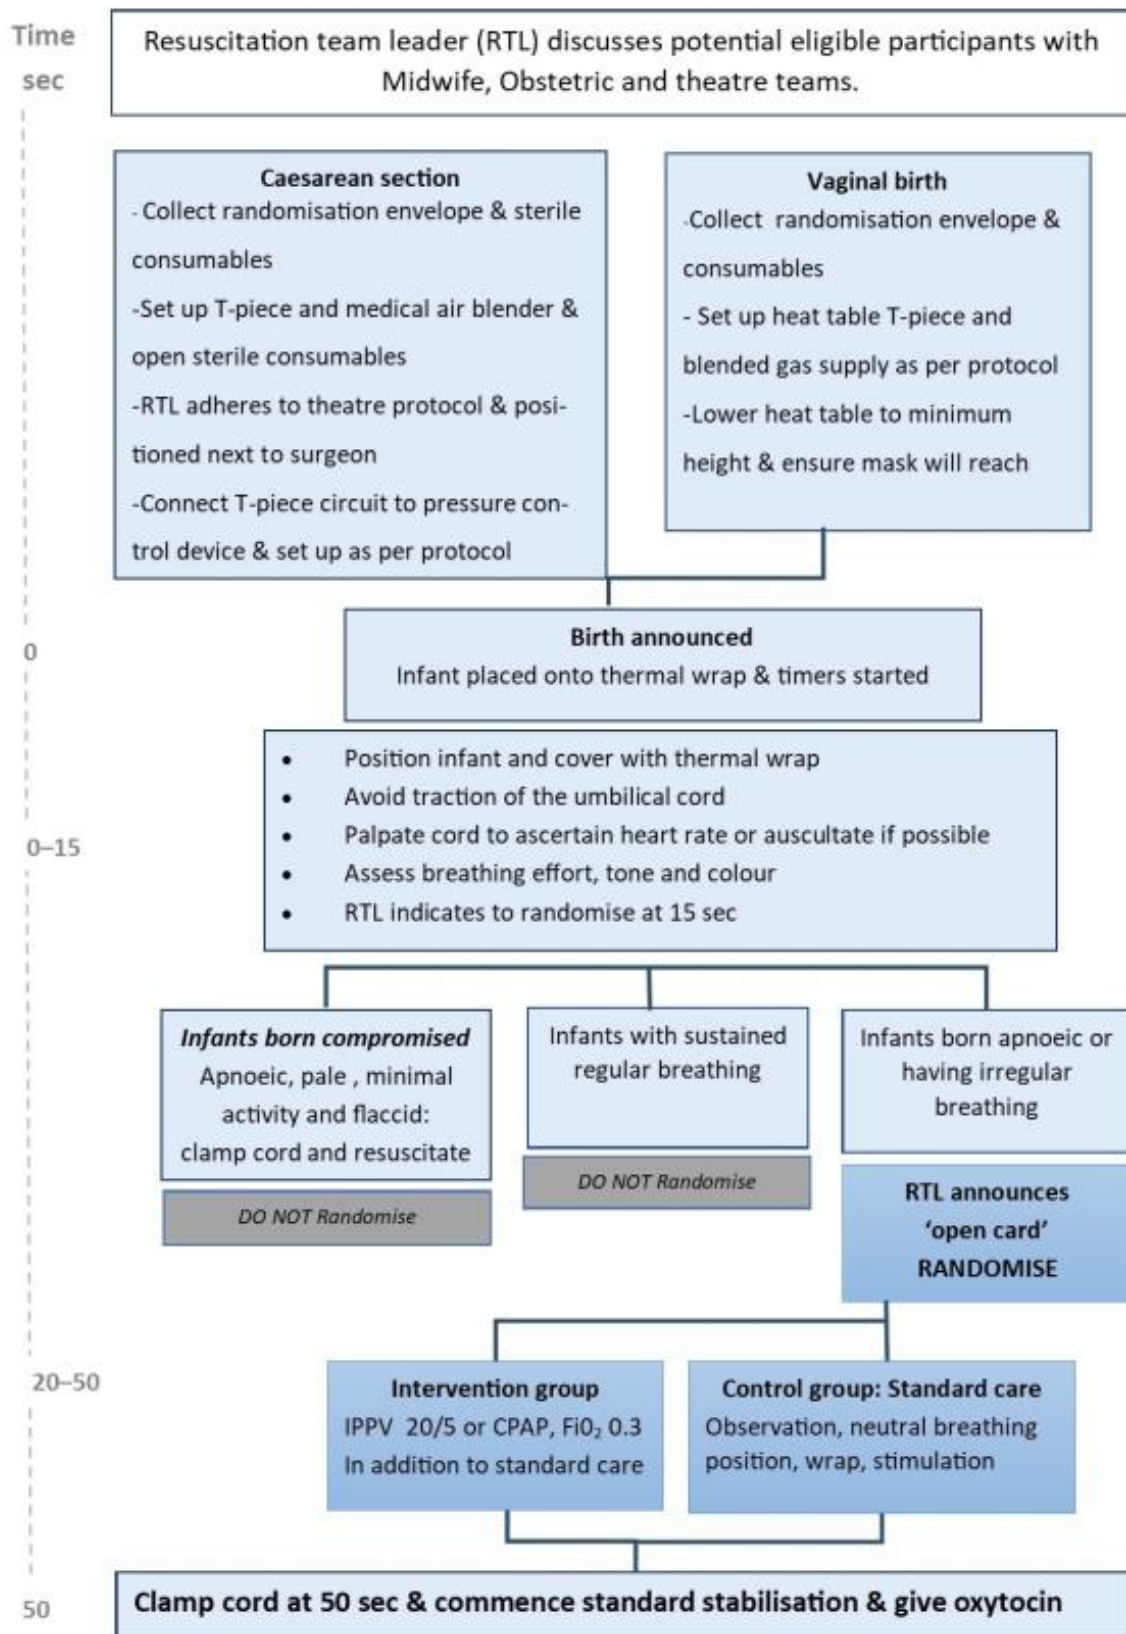 Time
sec
Resuscitation team leader (RTL) discusses potential eligible participants with
Midwife, Obstetric and theatre teams.
Caesarean section
- Collect randomisation envelope & sterile
consumables
-Set up T-piece and medical air blender &
open sterile consumables
-RTL adheres to theatre protocol & posi-
tioned next to surgeon
-Connect T-piece circuit to pressure con-
trol device & set up as per protocol
Vaginal birth
-Collect randomisation envelope &
consumables
- Set up heat table T-piece and
blended gas supply as per protocol
-Lower heat table to minimum
height & ensure mask will reach
0
Birth announced
Infant placed onto thermal wrap & timers started
0–15
• Position infant and cover with thermal wrap
• Avoid traction of the umbilical cord
• Palpate cord to ascertain heart rate or auscultate if possible
• Assess breathing effort, tone and colour
• RTL indicates to randomise at 15 sec
Infants born compromised
Apnoeic, pale , minimal
activity and flaccid:
clamp cord and resuscitate
DO NOT Randomise
Infants with sustained
regular breathing
DO NOT Randomise
Infants born apnoeic or
having irregular
breathing
RTL announces
‘open card’
RANDOMISE
20–50
Intervention group
IPPV 20/5 or CPAP, Fi0₂ 0.3
In addition to standard care
Control group: Standard care
Observation, neutral breathing
position, wrap, stimulation
50
Clamp cord at 50 sec & commence standard stabilisation & give oxytocin